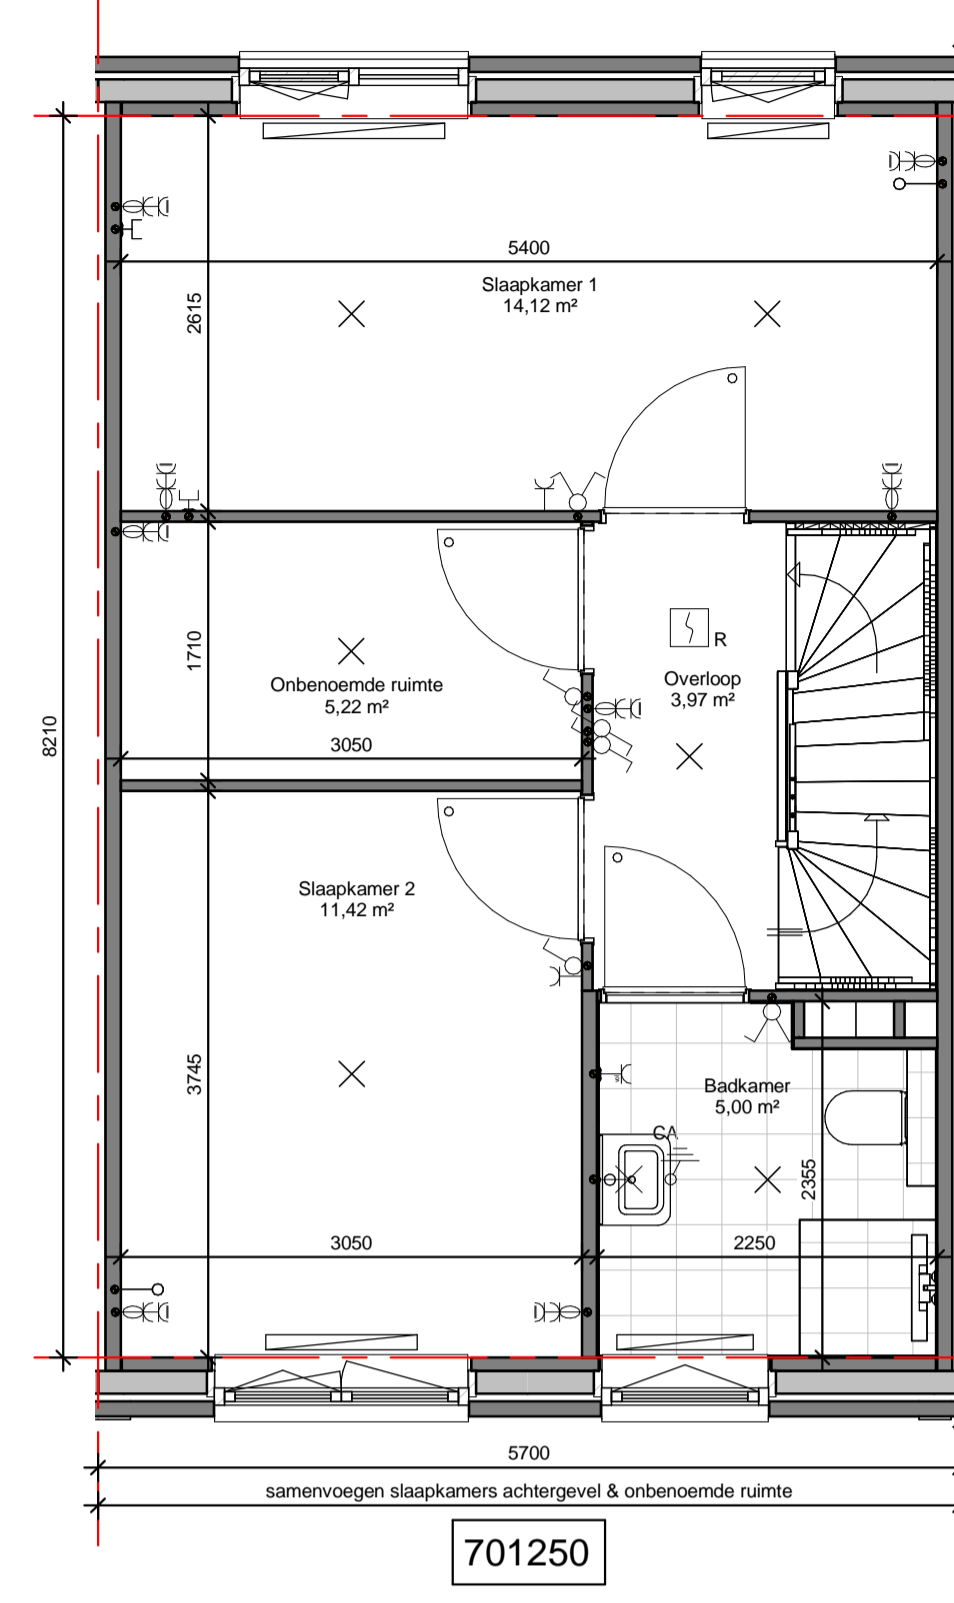 5400
Slaapkamer 1
14,12 m²
2615
R
Overloop
3,97 m²
1710
Onbenoemde ruimte
5,22 m²
3050
8210
Slaapkamer 2
11,42 m²
3745
Badkamer
5,00 m²
CA
2355
3050
2250
5700
samenvoegen slaapkamers achtergevel & onbenoemde ruimte
701250